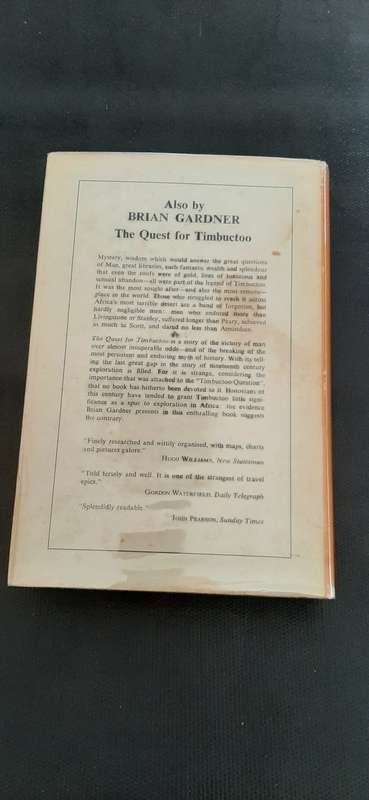 Also by
BRIAN GARDNER
The Quest for Timbuctoo
Mystery, wisdom which would answer the great questions
of Man, great libraries, such fantastic wealth and splendour
that even the roofs were of gold, lives of luxurious and
sensual abandon—all were part of the legend of Timbuctoo.
It was the most sought after—and also the most remote—
place in the world. Those who struggled to reach it across
Africa's most terrible desert are a band of forgotten, but
hardly negligible men: men who endured more than
Livingstone or Stanley, suffered longer than Peary, achieved
as much as Scott, and dared no less than Amundsen.
The Quest for Timbuctoo is a story of the victory of man
over almost insuperable odds—and of the breaking of the
most persistent and enduring myth of history. With its tell-
ing the last great gap in the story of nineteenth century
exploration is filled. For it is strange, considering the
importance that was attached to the "Timbuctoo Question",
that no book has hitherto been devoted to it. Historians of
this century have tended to grant Timbuctoo little signi-
ficance as a spur to exploration in Africa: the evidence
Brian Gardner presents in this enthralling book suggests
the contrary.
"Finely researched and wittily organised, with maps, charts
and pictures galore."
HUGO WILLIAMS, New Statesman
"Told tersely and well. It is one of the strangest of travel
epics."
GORDON WATERFIELD, Daily Telegraph
"Splendidly readable."
JOHN PEARSON, Sunday Times